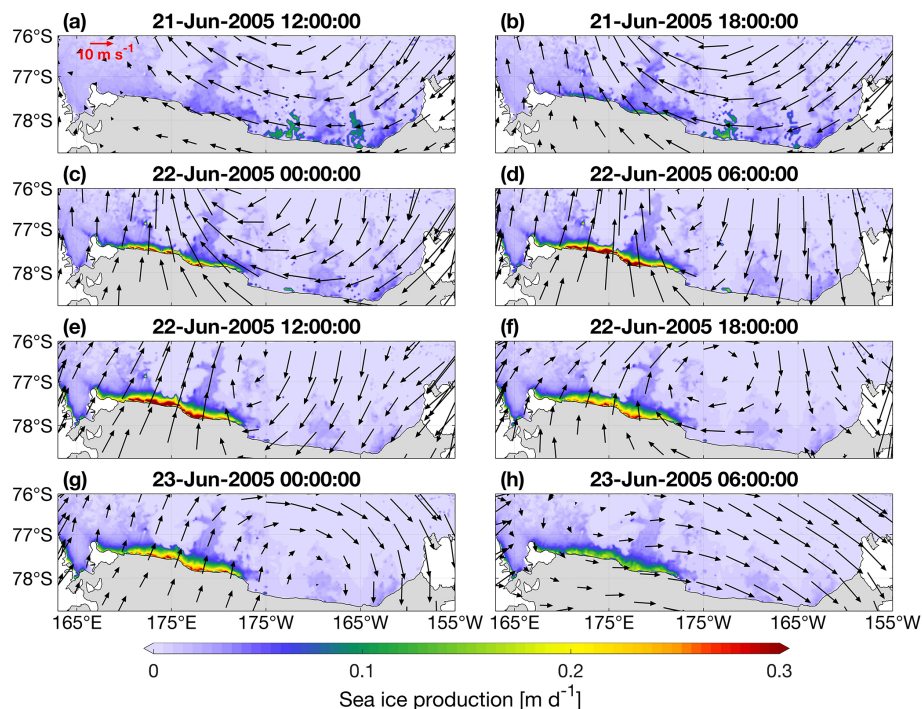 (a) 21-Jun-2005 12:00:00
(b) 21-Jun-2005 18:00:00
76°S
77°S
78°S
10 m s⁻¹
(c) 22-Jun-2005 00:00:00
(d) 22-Jun-2005 06:00:00
76°S
77°S
78°S
(e) 22-Jun-2005 12:00:00
(f) 22-Jun-2005 18:00:00
76°S
77°S
78°S
(g) 23-Jun-2005 00:00:00
(h) 23-Jun-2005 06:00:00
76°S
77°S
78°S
165°E 175°E 175°W 165°W 155°W
165°E 175°E 175°W 165°W 155°W
0 0.1 0.2 0.3
Sea ice production [m d⁻¹]